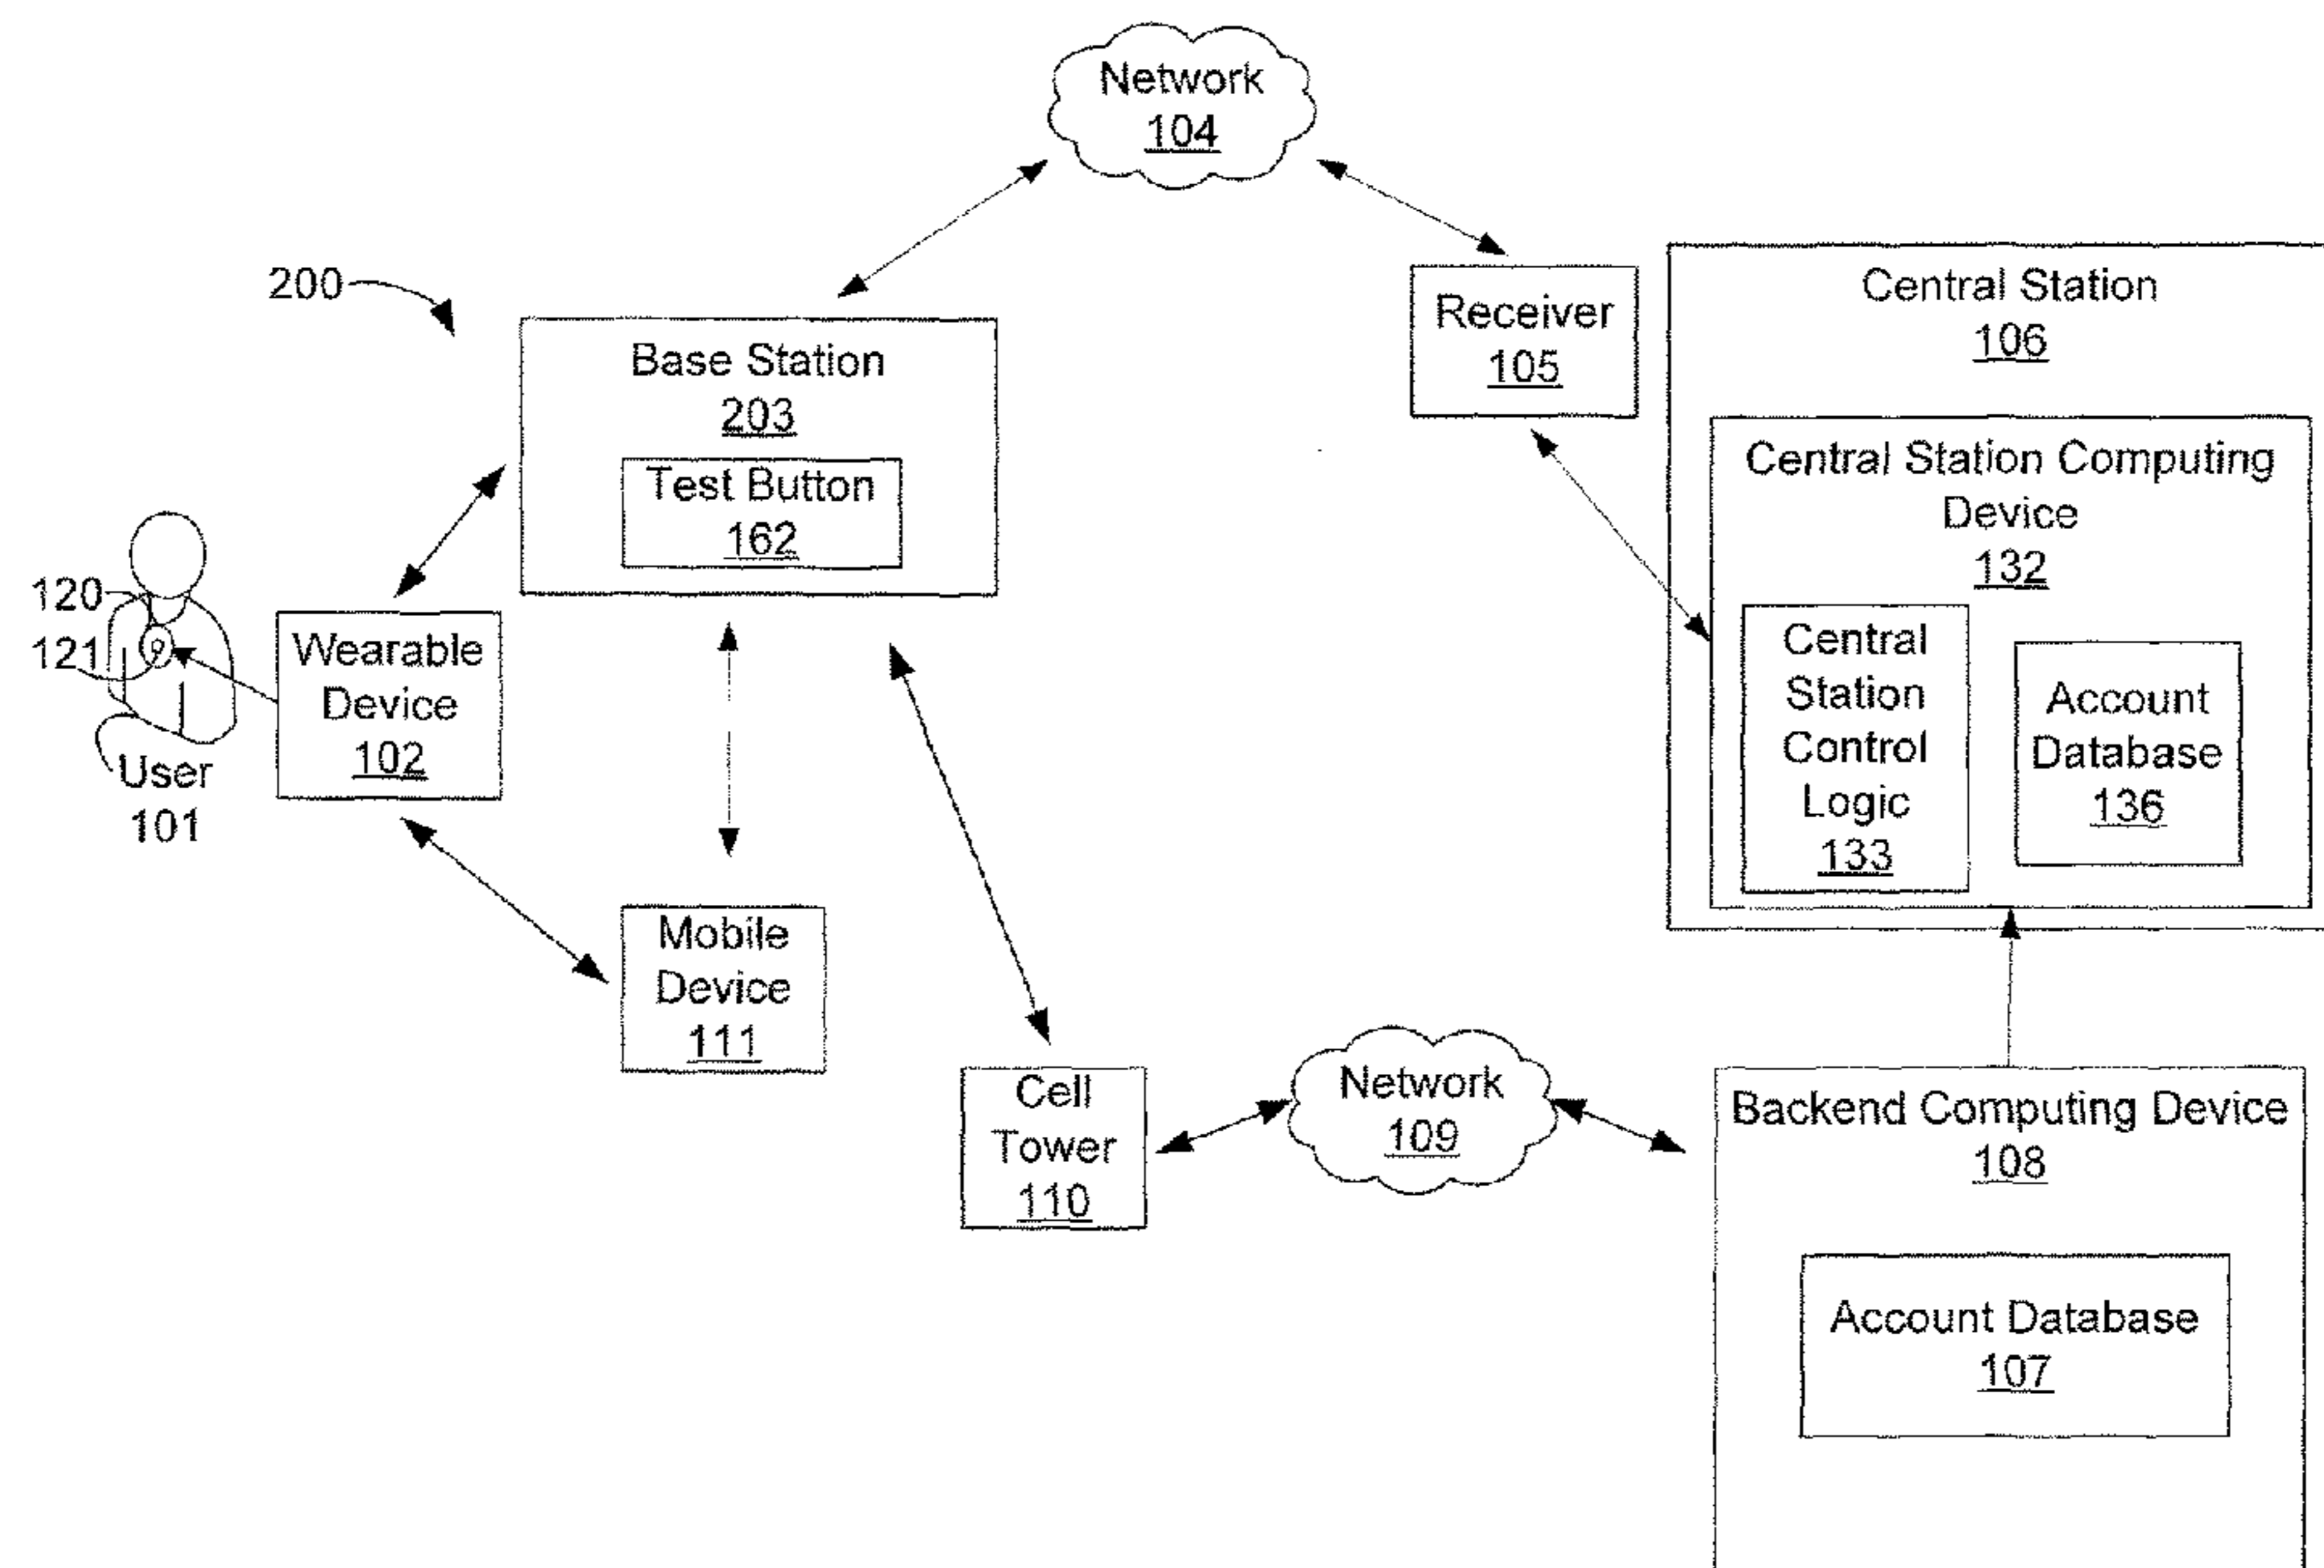 Network
104
200
Base Station
203
Test Button
162
Receiver
105
Central Station
106
Central Station Computing
Device
132
Central
Station
Control
Logic
133
Account
Database
136
120
121
User
101
Wearable
Device
102
Mobile
Device
111
Cell
Tower
110
Network
109
Backend Computing Device
108
Account Database
107